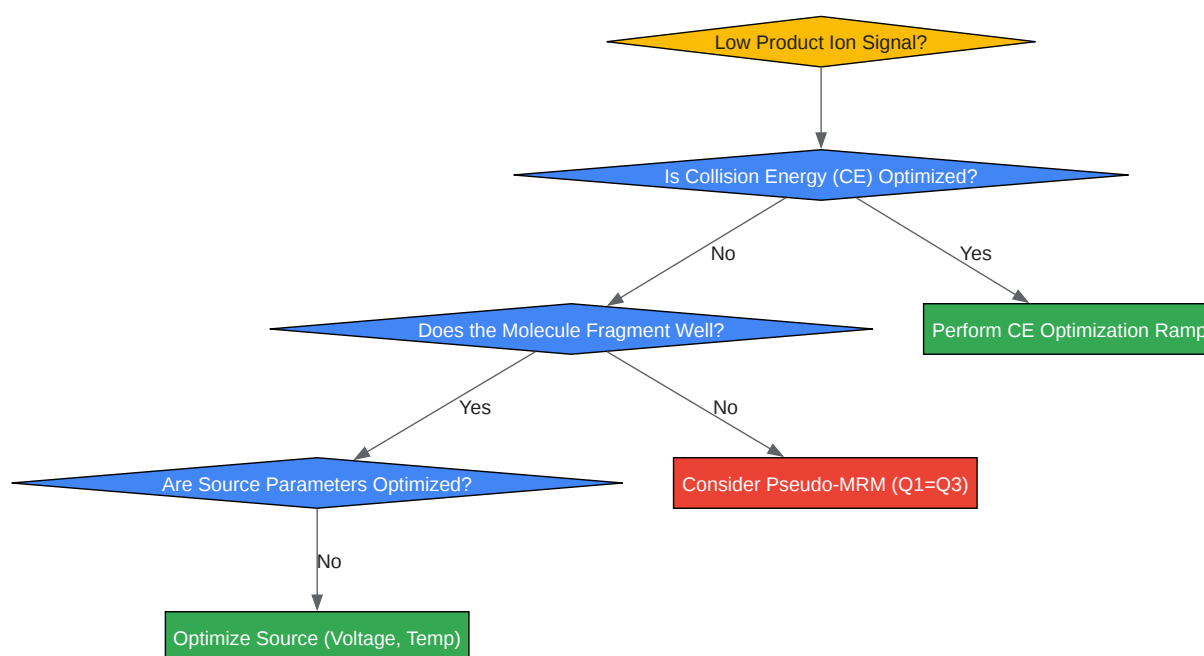 Low Product Ion Signal?
Is Collision Energy (CE) Optimized?
No
Yes
Does the Molecule Fragment Well?
Perform CE Optimization Ramp
Yes
No
Are Source Parameters Optimized?
Consider Pseudo-MRM (Q1=Q3)
No
Optimize Source (Voltage, Temp)